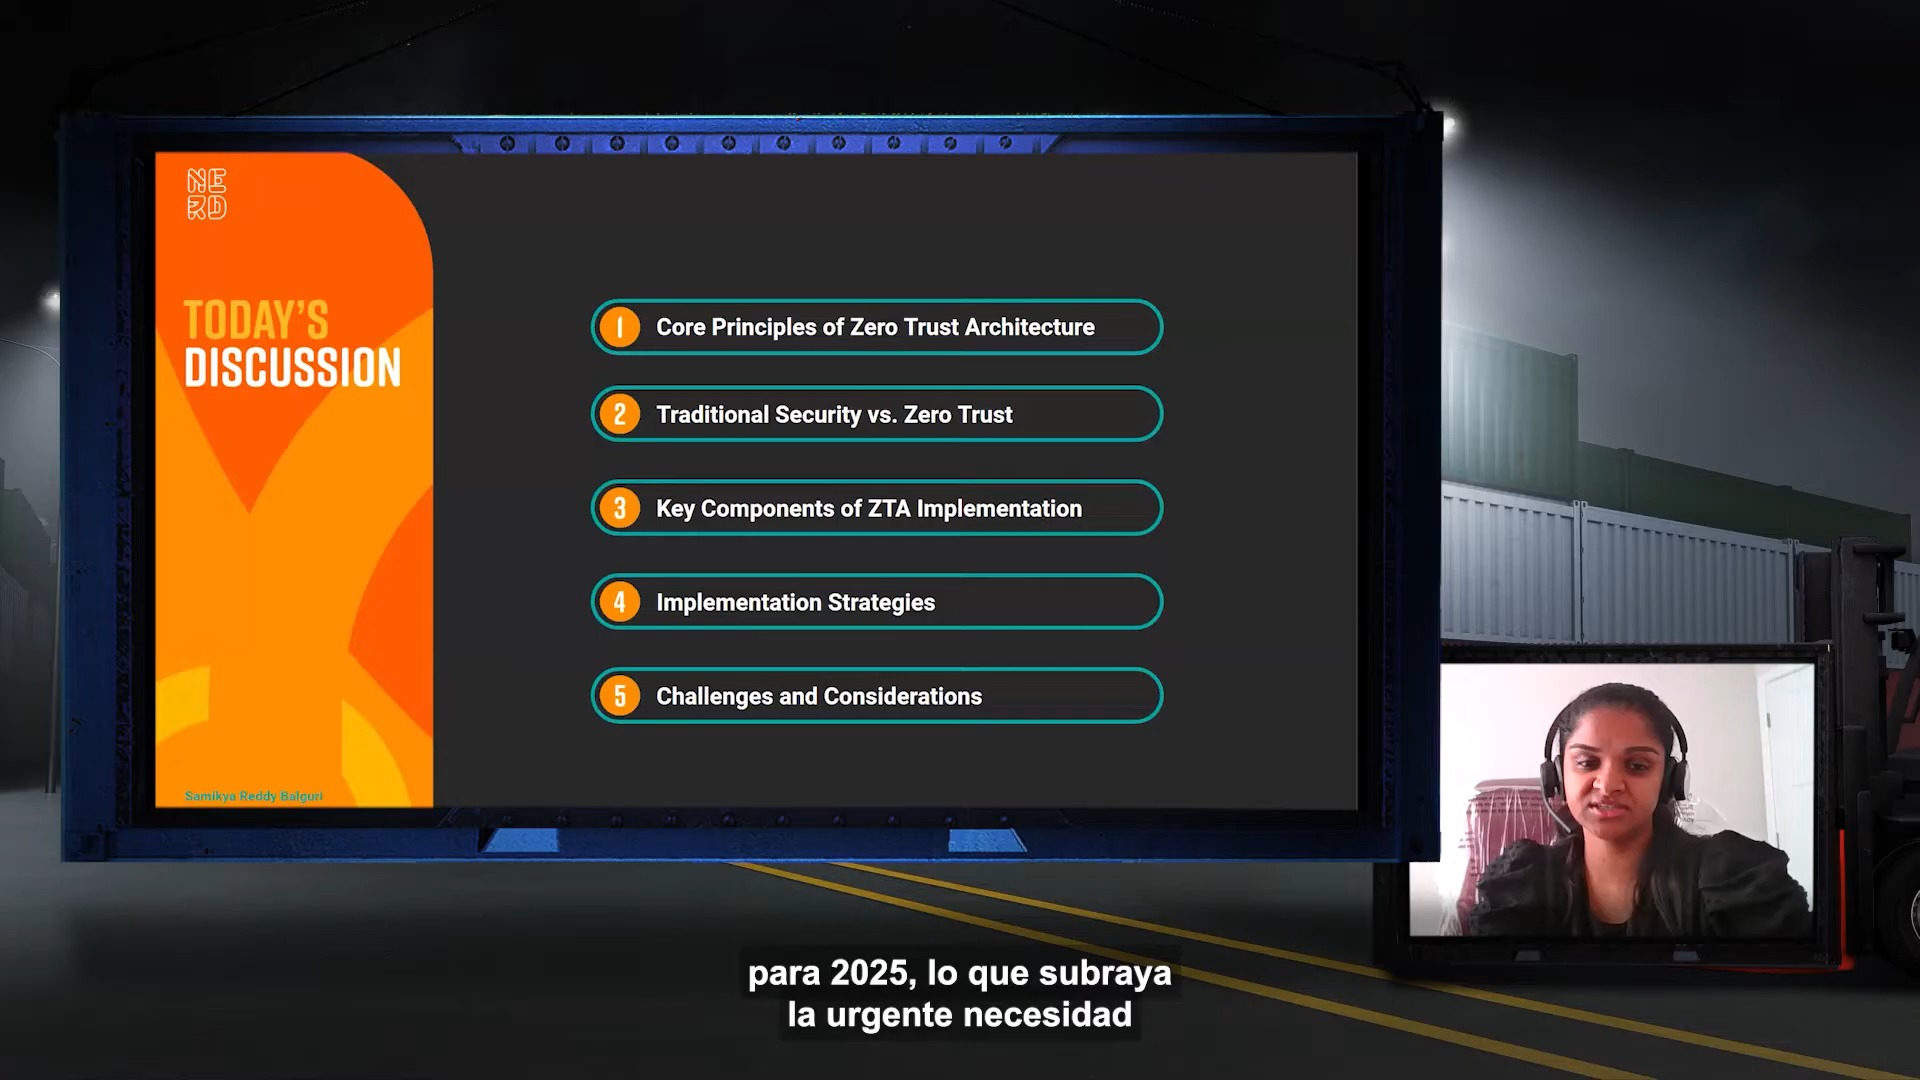 NE
RD
TODAY'S
DISCUSSION
1 Core Principles of Zero Trust Architecture
2 Traditional Security vs. Zero Trust
3 Key Components of ZTA Implementation
4 Implementation Strategies
5 Challenges and Considerations
Samikya Reddy Balguri
para 2025, lo que subraya
la urgente necesidad